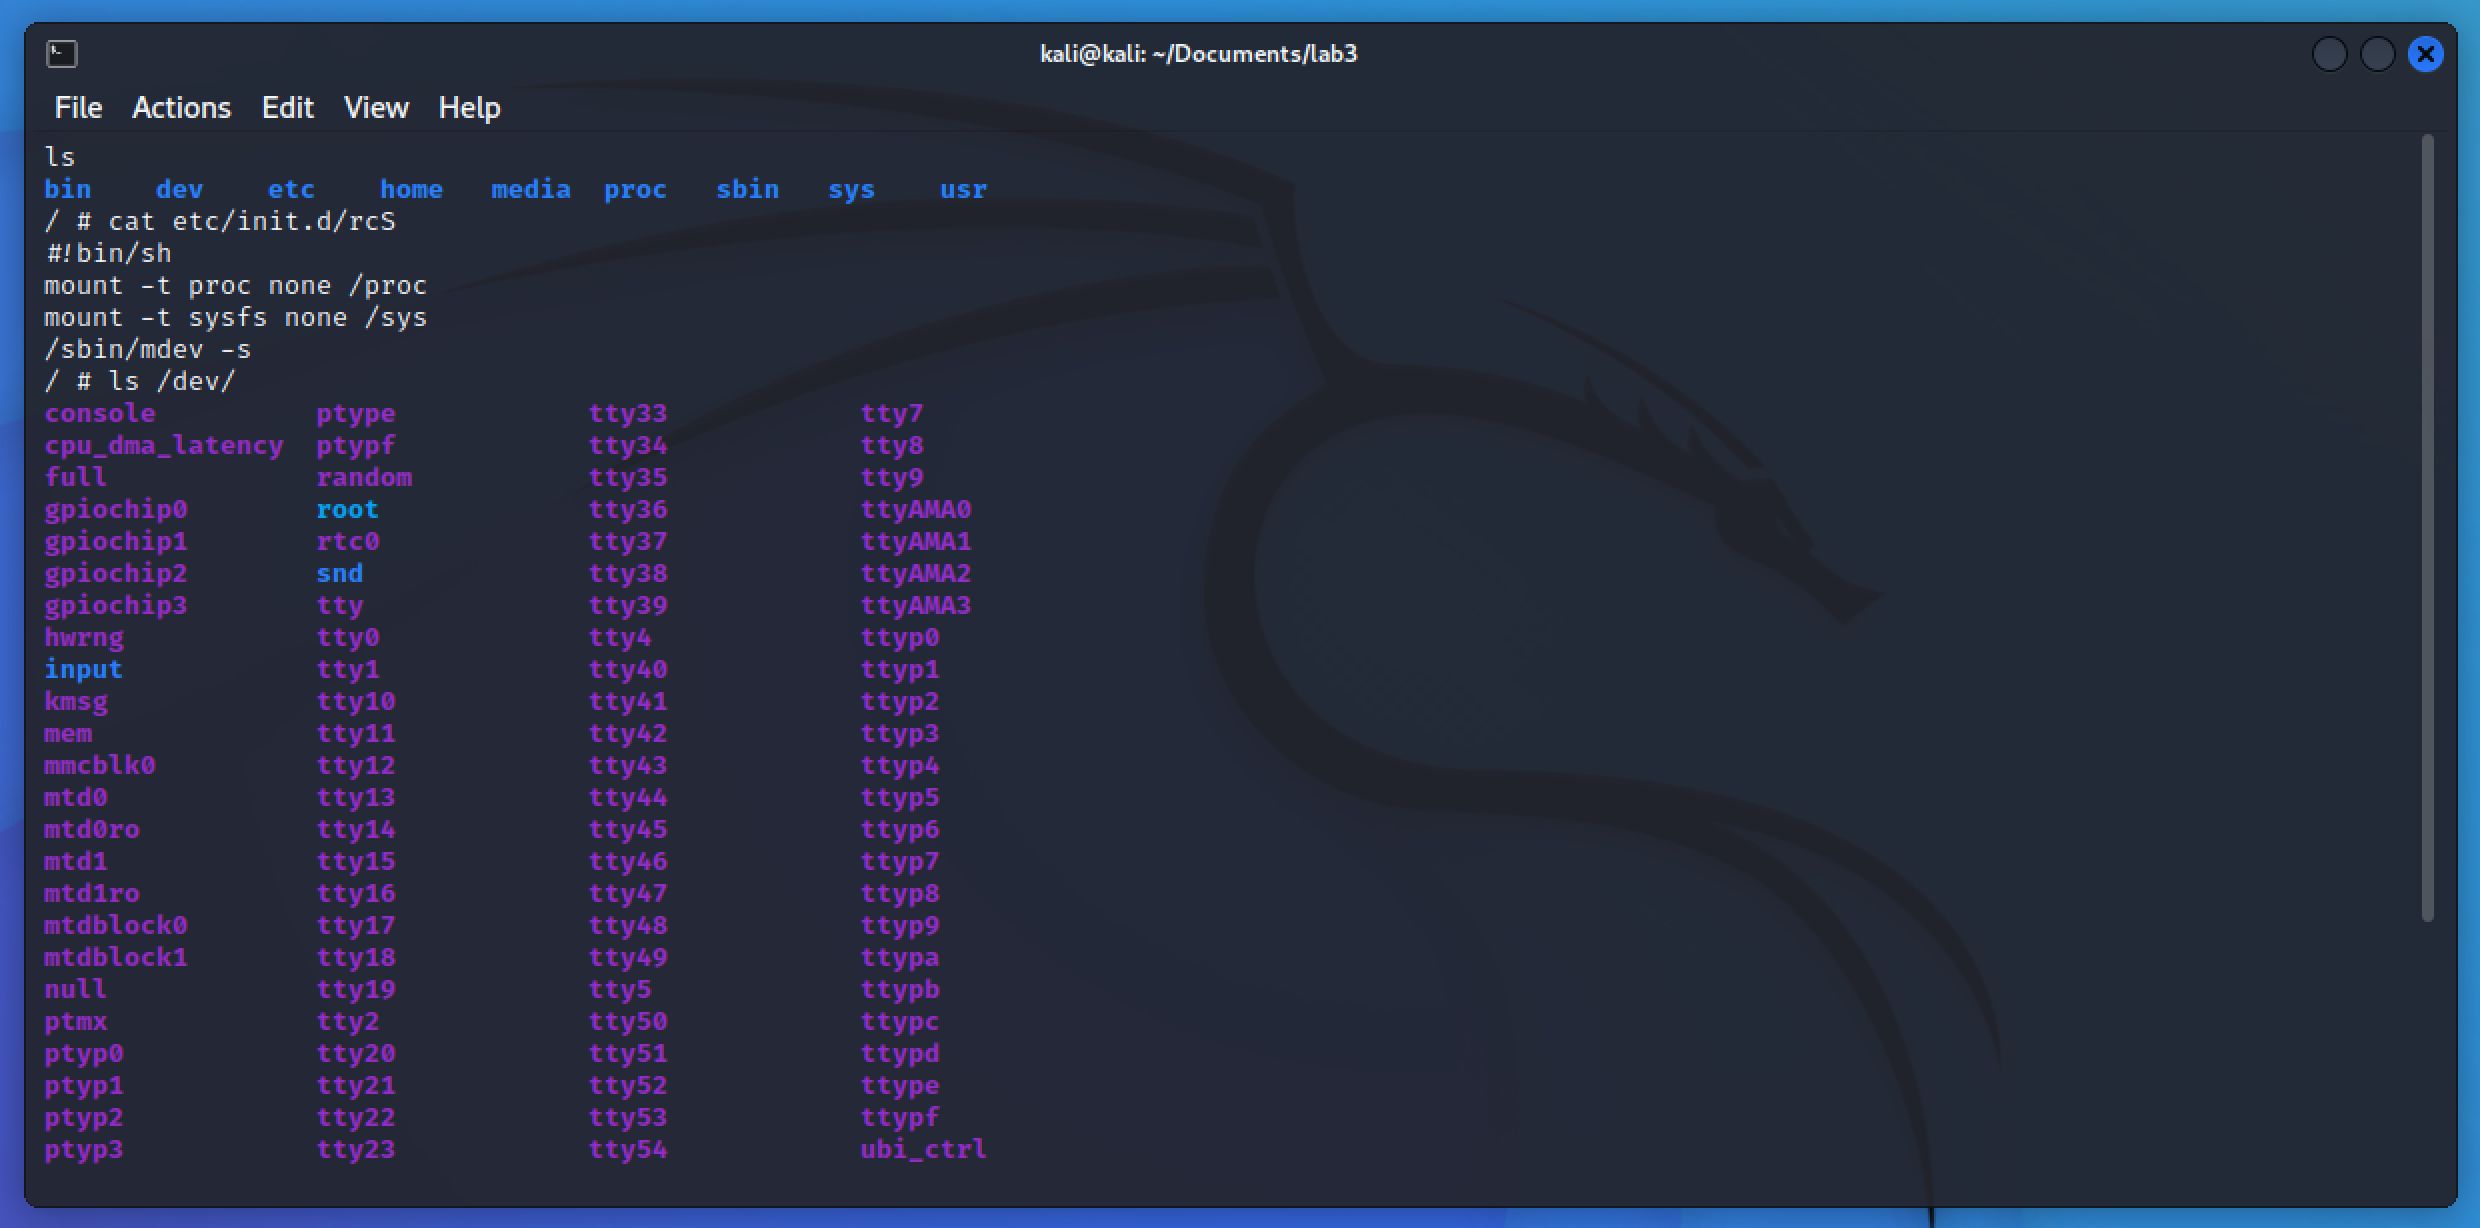 kali@kali: ~/Documents/lab3
File Actions Edit View Help
ls
bin dev etc home media proc sbin sys usr
/ # cat etc/init.d/rcS
#!bin/sh
mount -t proc none /proc
mount -t sysfs none /sys
/sbin/mdev -s
/ # ls /dev/
console ptype tty33 tty7
cpu_dma_latency ptypf tty34 tty8
full random tty35 tty9
gpiochip0 root tty36 ttyAMA0
gpiochip1 rtc0 tty37 ttyAMA1
gpiochip2 snd tty38 ttyAMA2
gpiochip3 tty tty39 ttyAMA3
hwrng tty0 tty4 ttyp0
input tty1 tty40 ttyp1
kmsg tty10 tty41 ttyp2
mem tty11 tty42 ttyp3
mmcblk0 tty12 tty43 ttyp4
mtd0 tty13 tty44 ttyp5
mtd0ro tty14 tty45 ttyp6
mtd1 tty15 tty46 ttyp7
mtd1ro tty16 tty47 ttyp8
mtdblock0 tty17 tty48 ttyp9
mtdblock1 tty18 tty49 ttypa
null tty19 tty5 ttypb
ptmx tty2 tty50 ttypc
ptyp0 tty20 tty51 ttypd
ptyp1 tty21 tty52 ttype
ptyp2 tty22 tty53 ttypf
ptyp3 tty23 tty54 ubi_ctrl